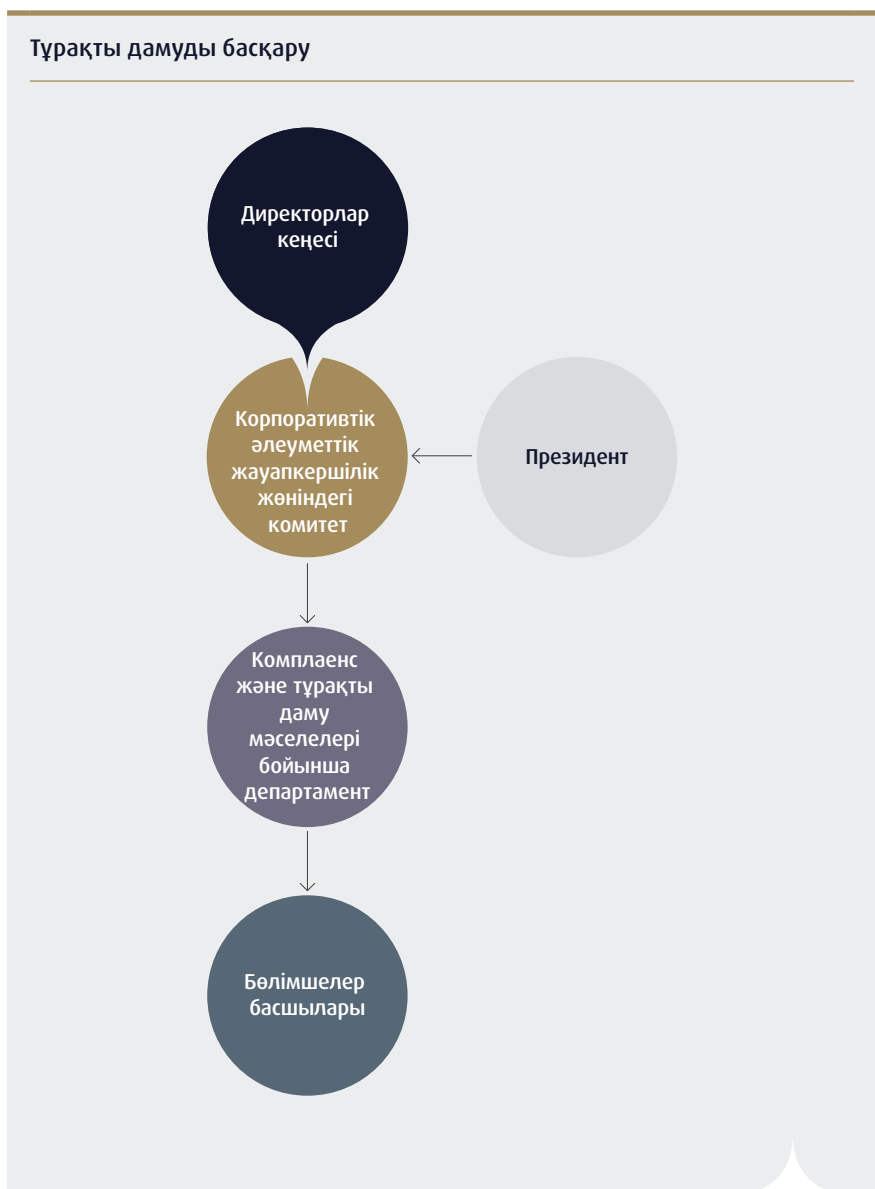 Тұрақты дамуды басқару
Директорлар
кеңесі
Корпоративтік
әлеуметтік
жауапкершілік
жөніндегі
комитет
Президент
Комплаенс
және тұрақты
даму
мәселелері
бойынша
департамент
Бөлімшелер
басшылары